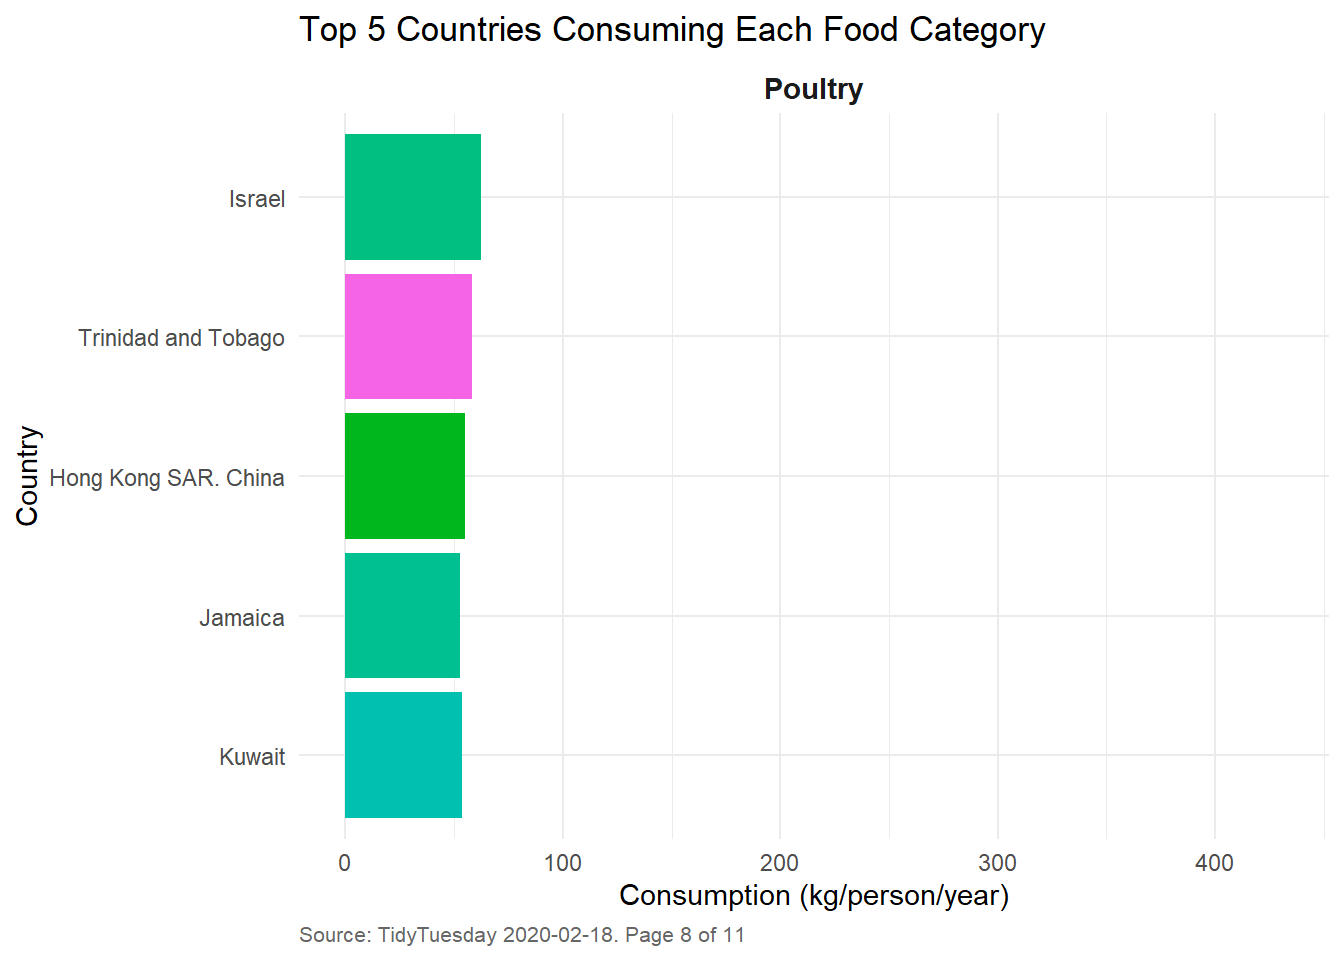 Top 5 Countries Consuming Each Food Category
Poultry
Country
Israel
Trinidad and Tobago
Hong Kong SAR. China
Jamaica
Kuwait
0 100 200 300 400
Consumption (kg/person/year)
Source: TidyTuesday 2020-02-18. Page 8 of 11